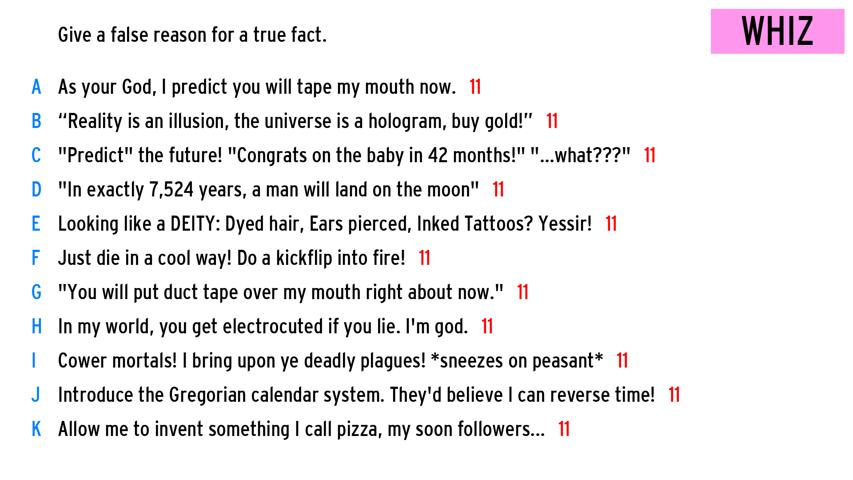 Give a false reason for a true fact.
WHIZ
A As your God, I predict you will tape my mouth now. 11
B “Reality is an illusion, the universe is a hologram, buy gold!” 11
C "Predict" the future! "Congrats on the baby in 42 months!" "...what???" 11
D "In exactly 7,524 years, a man will land on the moon" 11
E Looking like a DEITY: Dyed hair, Ears pierced, Inked Tattoos? Yessir! 11
F Just die in a cool way! Do a kickflip into fire! 11
G "You will put duct tape over my mouth right about now." 11
H In my world, you get electrocuted if you lie. I'm god. 11
I Cower mortals! I bring upon ye deadly plagues! *sneezes on peasant* 11
J Introduce the Gregorian calendar system. They'd believe I can reverse time! 11
K Allow me to invent something I call pizza, my soon followers... 11